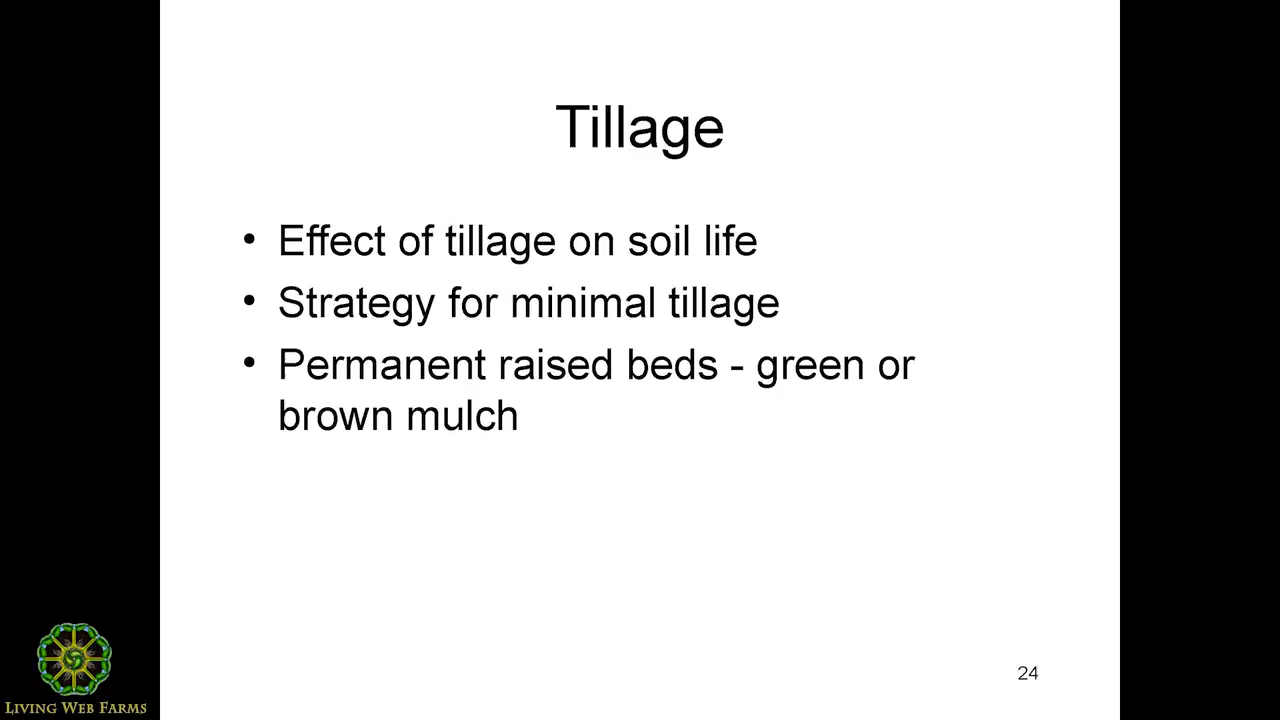 Tillage
• Effect of tillage on soil life
• Strategy for minimal tillage
• Permanent raised beds - green or
brown mulch
24
LIVING WEB FARMS